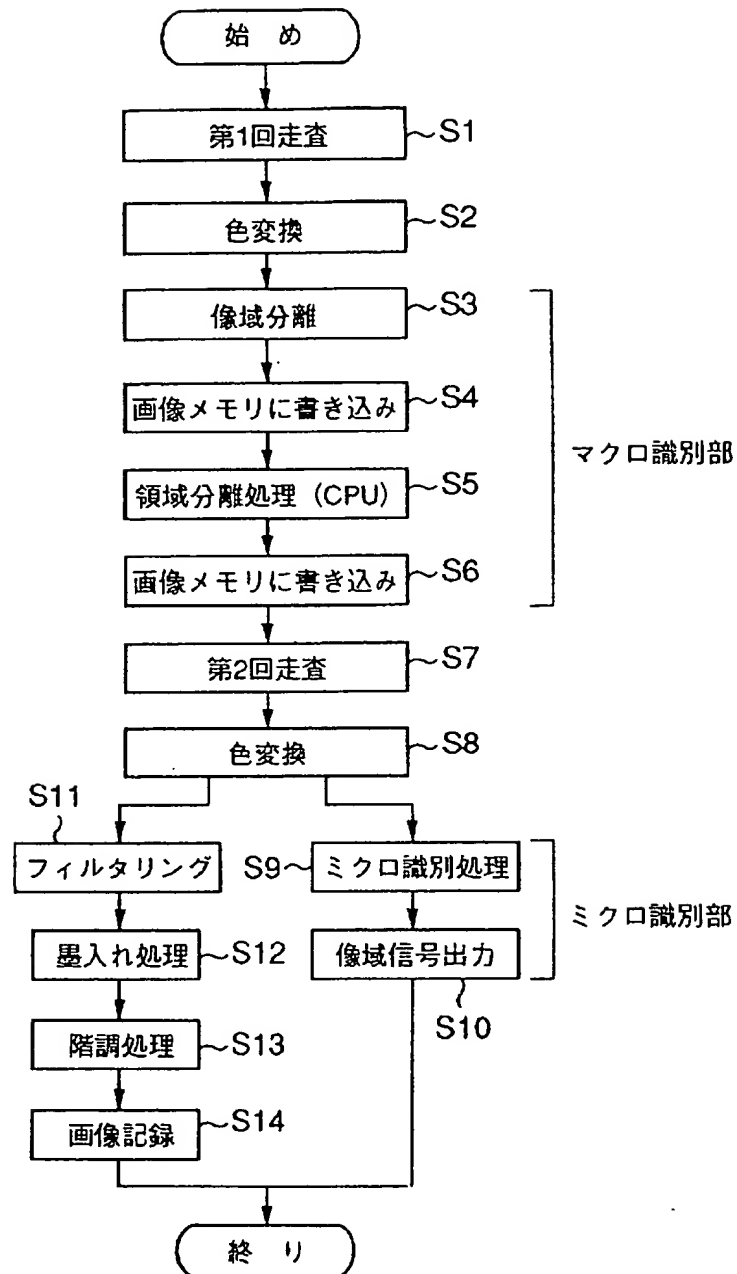 始 め
第1回走査 S1
色変換 S2
像域分離 S3
画像メモリに書き込み S4
領域分離処理（CPU） S5
画像メモリに書き込み S6
マクロ識別部
第2回走査 S7
色変換 S8
S11
フィルタリング
S9 ミクロ識別処理
ミクロ識別部
墨入れ処理 S12
像域信号出力
S10
階調処理 S13
画像記録 S14
終 り